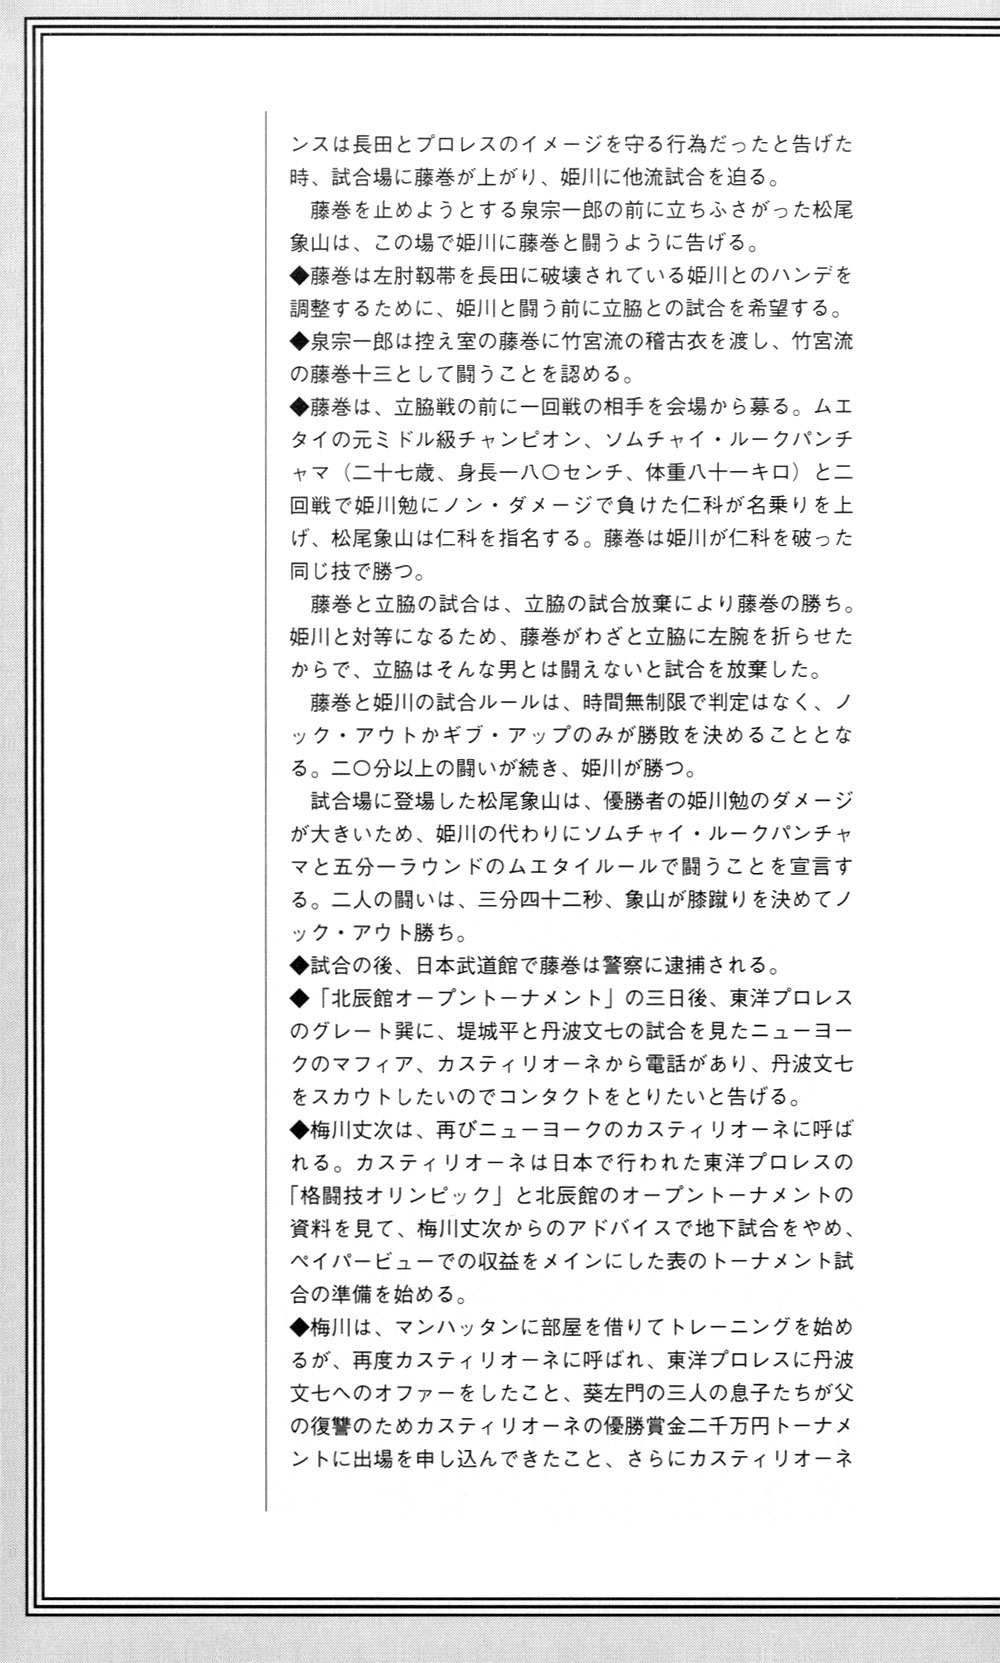 ンスは長田とプロレスのイメージを守る行為だったと告げた
時、試合場に藤巻が上がり、姫川に他流試合を迫る。
　藤巻を止めようとする泉宗一郎の前に立ちふさがった松尾
象山は、この場で姫川に藤巻と闘うように告げる。
◆藤巻は左肘靱帯を長田に破壊されている姫川とのハンデを
調整するために、姫川と闘う前に立脇との試合を希望する。
◆泉宗一郎は控え室の藤巻に竹宮流の稽古衣を渡し、竹宮流
の藤巻十三として闘うことを認める。
◆藤巻は、立脇戦の前に一回戦の相手を会場から募る。ムエ
タイの元ミドル級チャンピオン、ソムチャイ・ルークパンチ
ャマ（二十七歳、身長一八〇センチ、体重八十一キロ）と二
回戦で姫川勉にノン・ダメージで負けた仁科が名乗りを上
げ、松尾象山は仁科を指名する。藤巻は姫川が仁科を破った
同じ技で勝つ。
　藤巻と立脇の試合は、立脇の試合放棄により藤巻の勝ち。
姫川と対等になるため、藤巻がわざと立脇に左腕を折らせた
からで、立脇はそんな男とは闘えないと試合を放棄した。
　藤巻と姫川の試合ルールは、時間無制限で判定はなく、ノ
ック・アウトかギブ・アップのみが勝敗を決めることとな
る。二〇分以上の闘いが続き、姫川が勝つ。
　試合場に登場した松尾象山は、優勝者の姫川勉のダメージ
が大きいため、姫川の代わりにソムチャイ・ルークパンチャ
マと五分一ラウンドのムエタイルールで闘うことを宣言す
る。二人の闘いは、三分四十二秒、象山が膝蹴りを決めてノ
ック・アウト勝ち。
◆試合の後、日本武道館で藤巻は警察に逮捕される。
◆「北辰館オープントーナメント」の三日後、東洋プロレス
のグレート巽に、堤城平と丹波文七の試合を見たニューヨー
クのマフィア、カスティリオーネから電話があり、丹波文七
をスカウトしたいのでコンタクトをとりたいと告げる。
◆梅川丈次は、再びニューヨークのカスティリオーネに呼ば
れる。カスティリオーネは日本で行われた東洋プロレスの
「格闘技オリンピック」と北辰館のオープントーナメントの
資料を見て、梅川丈次からのアドバイスで地下試合をやめ、
ペイパービューでの収益をメインにした表のトーナメント試
合の準備を始める。
◆梅川は、マンハッタンに部屋を借りてトレーニングを始め
るが、再度カスティリオーネに呼ばれ、東洋プロレスに丹波
文七へのオファーをしたこと、葵左門の三人の息子たちが父
の復讐のためカスティリオーネの優勝賞金二千万円トーナメ
ントに出場を申し込んできたこと、さらにカスティリオーネ